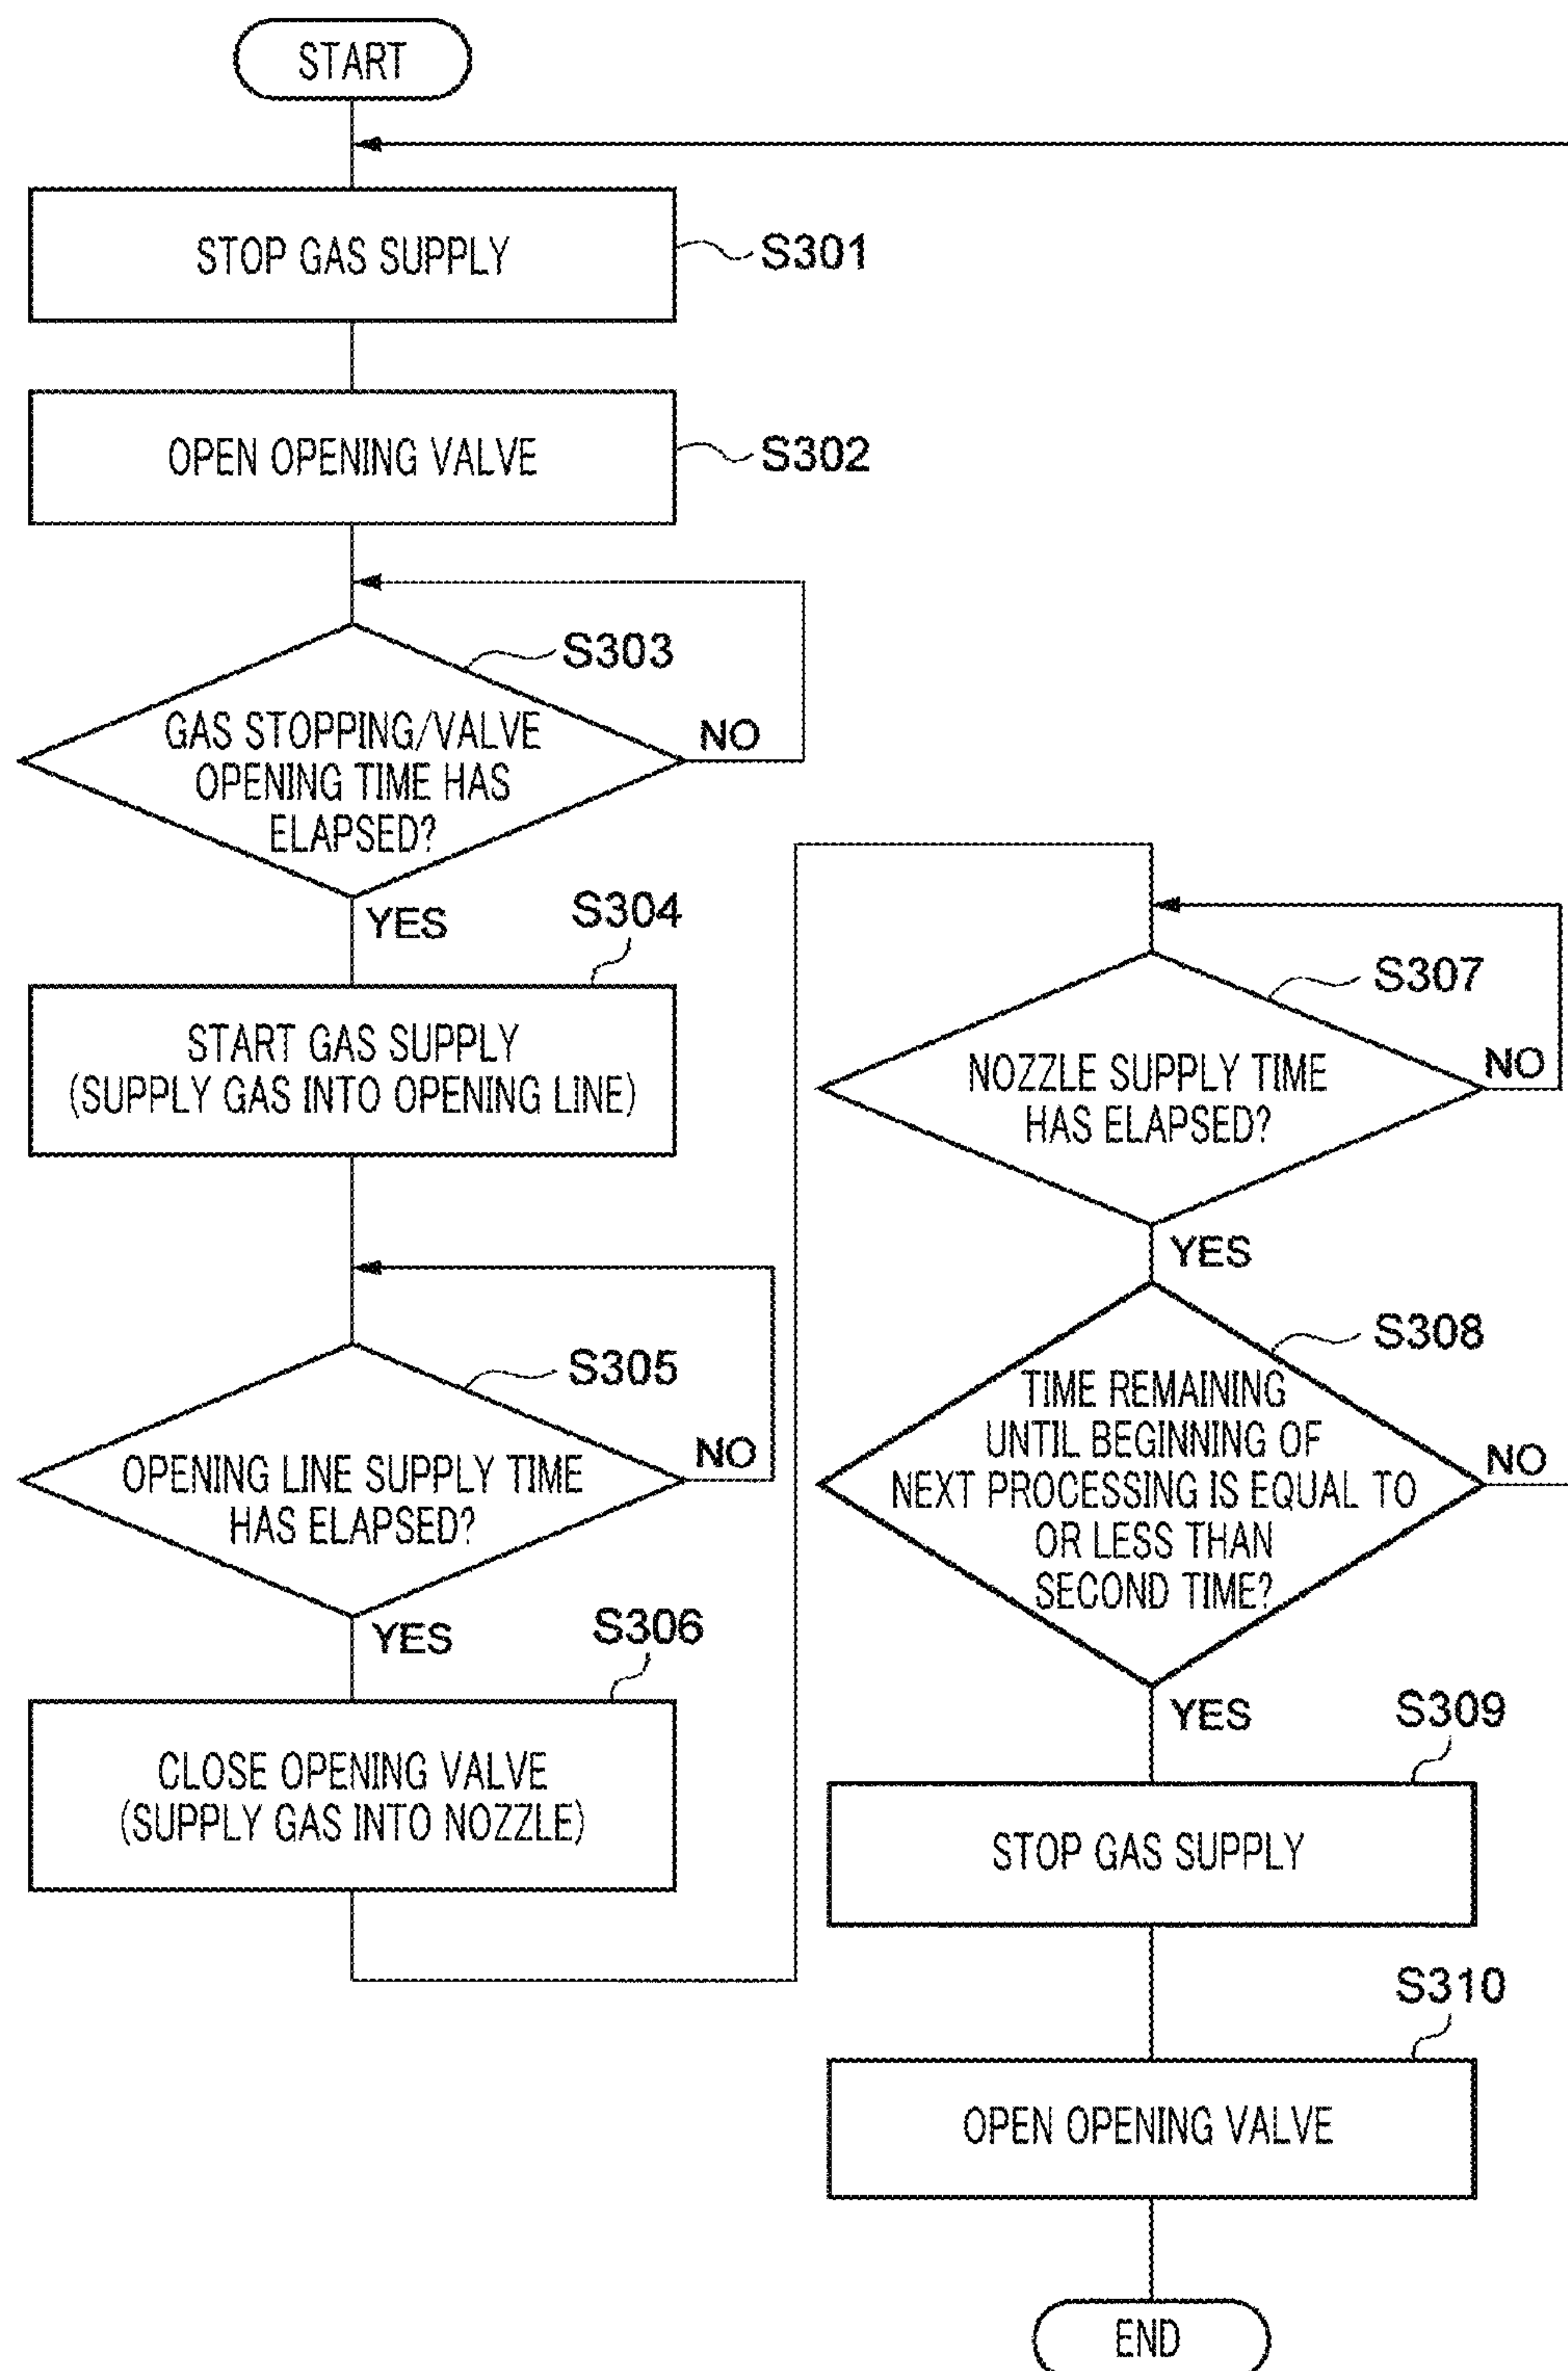 START
STOP GAS SUPPLY
S301
OPEN OPENING VALVE
S302
S303
GAS STOPPING/VALVE
OPENING TIME HAS
ELAPSED?
NO
YES
S304
START GAS SUPPLY
(SUPPLY GAS INTO OPENING LINE)
S305
OPENING LINE SUPPLY TIME
HAS ELAPSED?
NO
YES
S306
CLOSE OPENING VALVE
(SUPPLY GAS INTO NOZZLE)
S307
NOZZLE SUPPLY TIME
HAS ELAPSED?
NO
YES
S308
TIME REMAINING
UNTIL BEGINNING OF
NEXT PROCESSING IS EQUAL TO
OR LESS THAN
SECOND TIME?
NO
YES
S309
STOP GAS SUPPLY
S310
OPEN OPENING VALVE
END